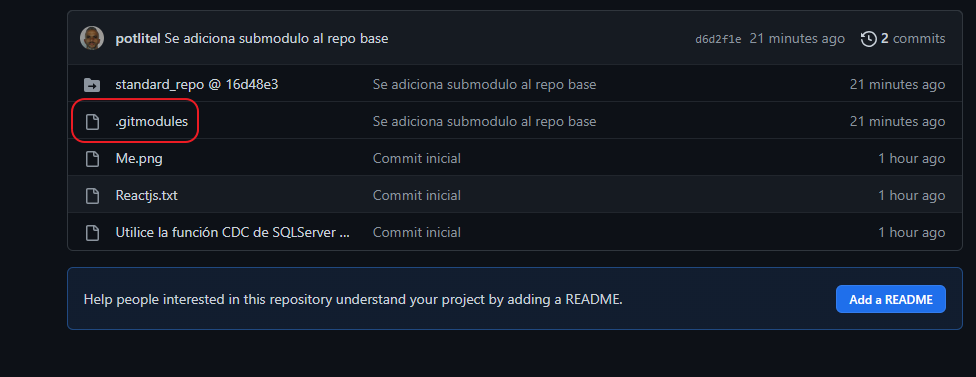 potlitel Se adiciona submodulo al repo base d6d2f1e 21 minutes ago 2 commits
standard_repo @ 16d48e3 Se adiciona submodulo al repo base 21 minutes ago
.gitmodules Se adiciona submodulo al repo base 21 minutes ago
Me.png Commit inicial 1 hour ago
Reactjs.txt Commit inicial 1 hour ago
Utilice la función CDC de SQLServer ... Commit inicial 1 hour ago
Help people interested in this repository understand your project by adding a README. Add a README